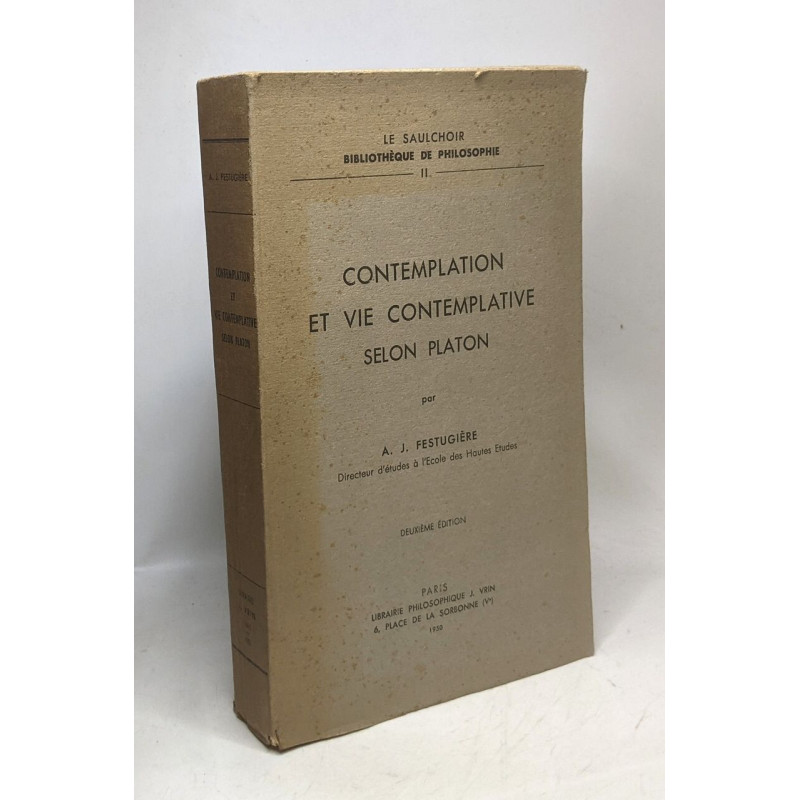 LE SAULCHOIR
BIBLIOTHÈQUE DE PHILOSOPHIE
II
CONTEMPLATION
ET VIE CONTEMPLATIVE
SELON PLATON
par
A. J. FESTUGIÈRE
Directeur d'études à l'Ecole des Hautes Etudes
DEUXIÈME ÉDITION
PARIS
LIBRAIRIE PHILOSOPHIQUE J. VRIN
6, PLACE DE LA SORBONNE (Vᵉ)
1950
A. J. FESTUGIÈRE
CONTEMPLATION
ET
VIE CONTEMPLATIVE
SELON PLATON